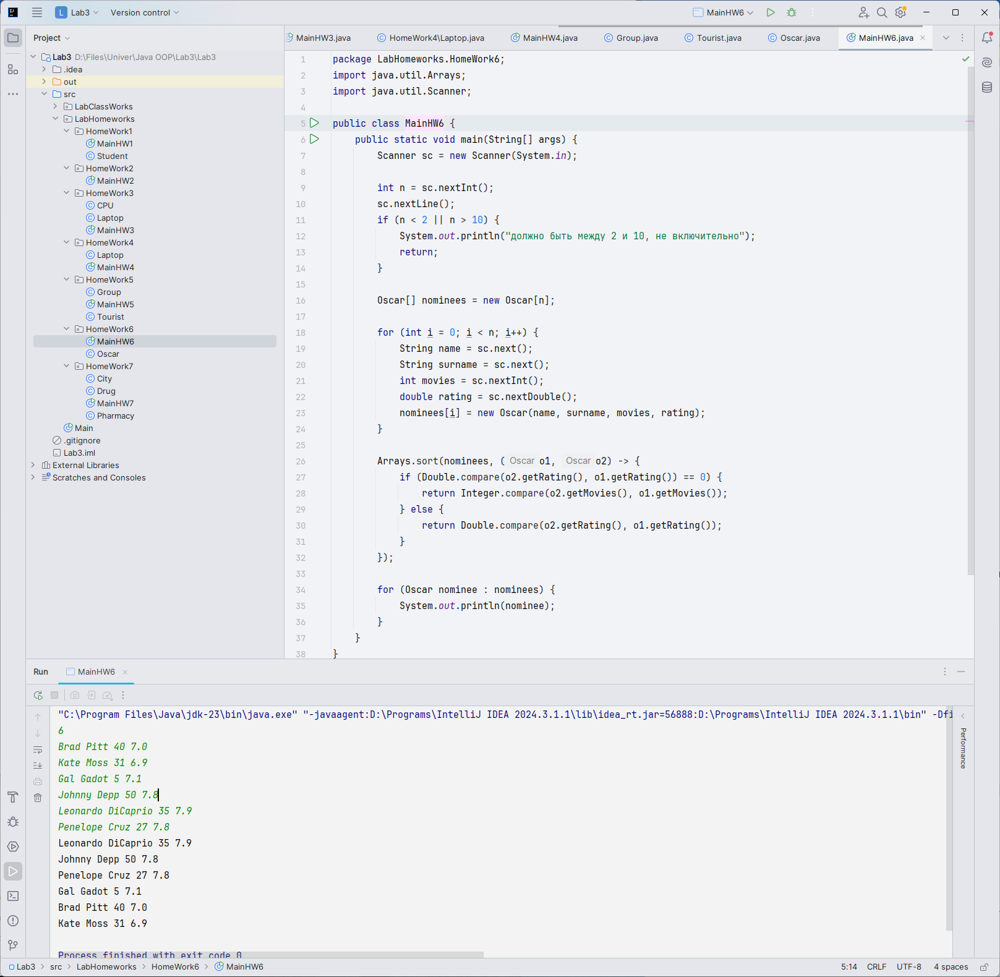 L Lab3 Version control MainHW6
Project
MainHW3.java HomeWork4\Laptop.java MainHW4.java Group.java Tourist.java Oscar.java MainHW6.java
Lab3 D:\Files\Univer\Java OOP\Lab3\Lab3
.idea
out
src
LabClassWorks
LabHomeworks
HomeWork1
MainHW1
Student
HomeWork2
MainHW2
HomeWork3
CPU
Laptop
MainHW3
HomeWork4
Laptop
MainHW4
HomeWork5
Group
MainHW5
Tourist
HomeWork6
MainHW6
Oscar
HomeWork7
City
Drug
MainHW7
Pharmacy
Main
.gitignore
Lab3.iml
External Libraries
Scratches and Consoles
1 package LabHomeworks.HomeWork6;
2 import java.util.Arrays;
3 import java.util.Scanner;
4
5 public class MainHW6 {
6 public static void main(String[] args) {
7 Scanner sc = new Scanner(System.in);
8
9 int n = sc.nextInt();
10 sc.nextLine();
11 if (n < 2 || n > 10) {
12 System.out.println("должно быть между 2 и 10, не включительно");
13 return;
14 }
15
16 Oscar[] nominees = new Oscar[n];
17
18 for (int i = 0; i < n; i++) {
19 String name = sc.next();
20 String surname = sc.next();
21 int movies = sc.nextInt();
22 double rating = sc.nextDouble();
23 nominees[i] = new Oscar(name, surname, movies, rating);
24 }
25
26 Arrays.sort(nominees, ( Oscar o1, Oscar o2) -> {
27 if (Double.compare(o2.getRating(), o1.getRating()) == 0) {
28 return Integer.compare(o2.getMovies(), o1.getMovies());
29 } else {
30 return Double.compare(o2.getRating(), o1.getRating());
31 }
32 });
33
34 for (Oscar nominee : nominees) {
35 System.out.println(nominee);
36 }
37 }
38 }
Run MainHW6
"C:\Program Files\Java\jdk-23\bin\java.exe" "-javaagent:D:\Programs\IntelliJ IDEA 2024.3.1.1\lib\idea_rt.jar=56888:D:\Programs\IntelliJ IDEA 2024.3.1.1\bin" -Dfi
6
Brad Pitt 40 7.0
Kate Moss 31 6.9
Gal Gadot 5 7.1
Johnny Depp 50 7.8
Leonardo DiCaprio 35 7.9
Penelope Cruz 27 7.8
Leonardo DiCaprio 35 7.9
Johnny Depp 50 7.8
Penelope Cruz 27 7.8
Gal Gadot 5 7.1
Brad Pitt 40 7.0
Kate Moss 31 6.9
Process finished with exit code 0
Performance
Lab3 > src > LabHomeworks > HomeWork6 > MainHW6 5:14 CRLF UTF-8 4 spaces